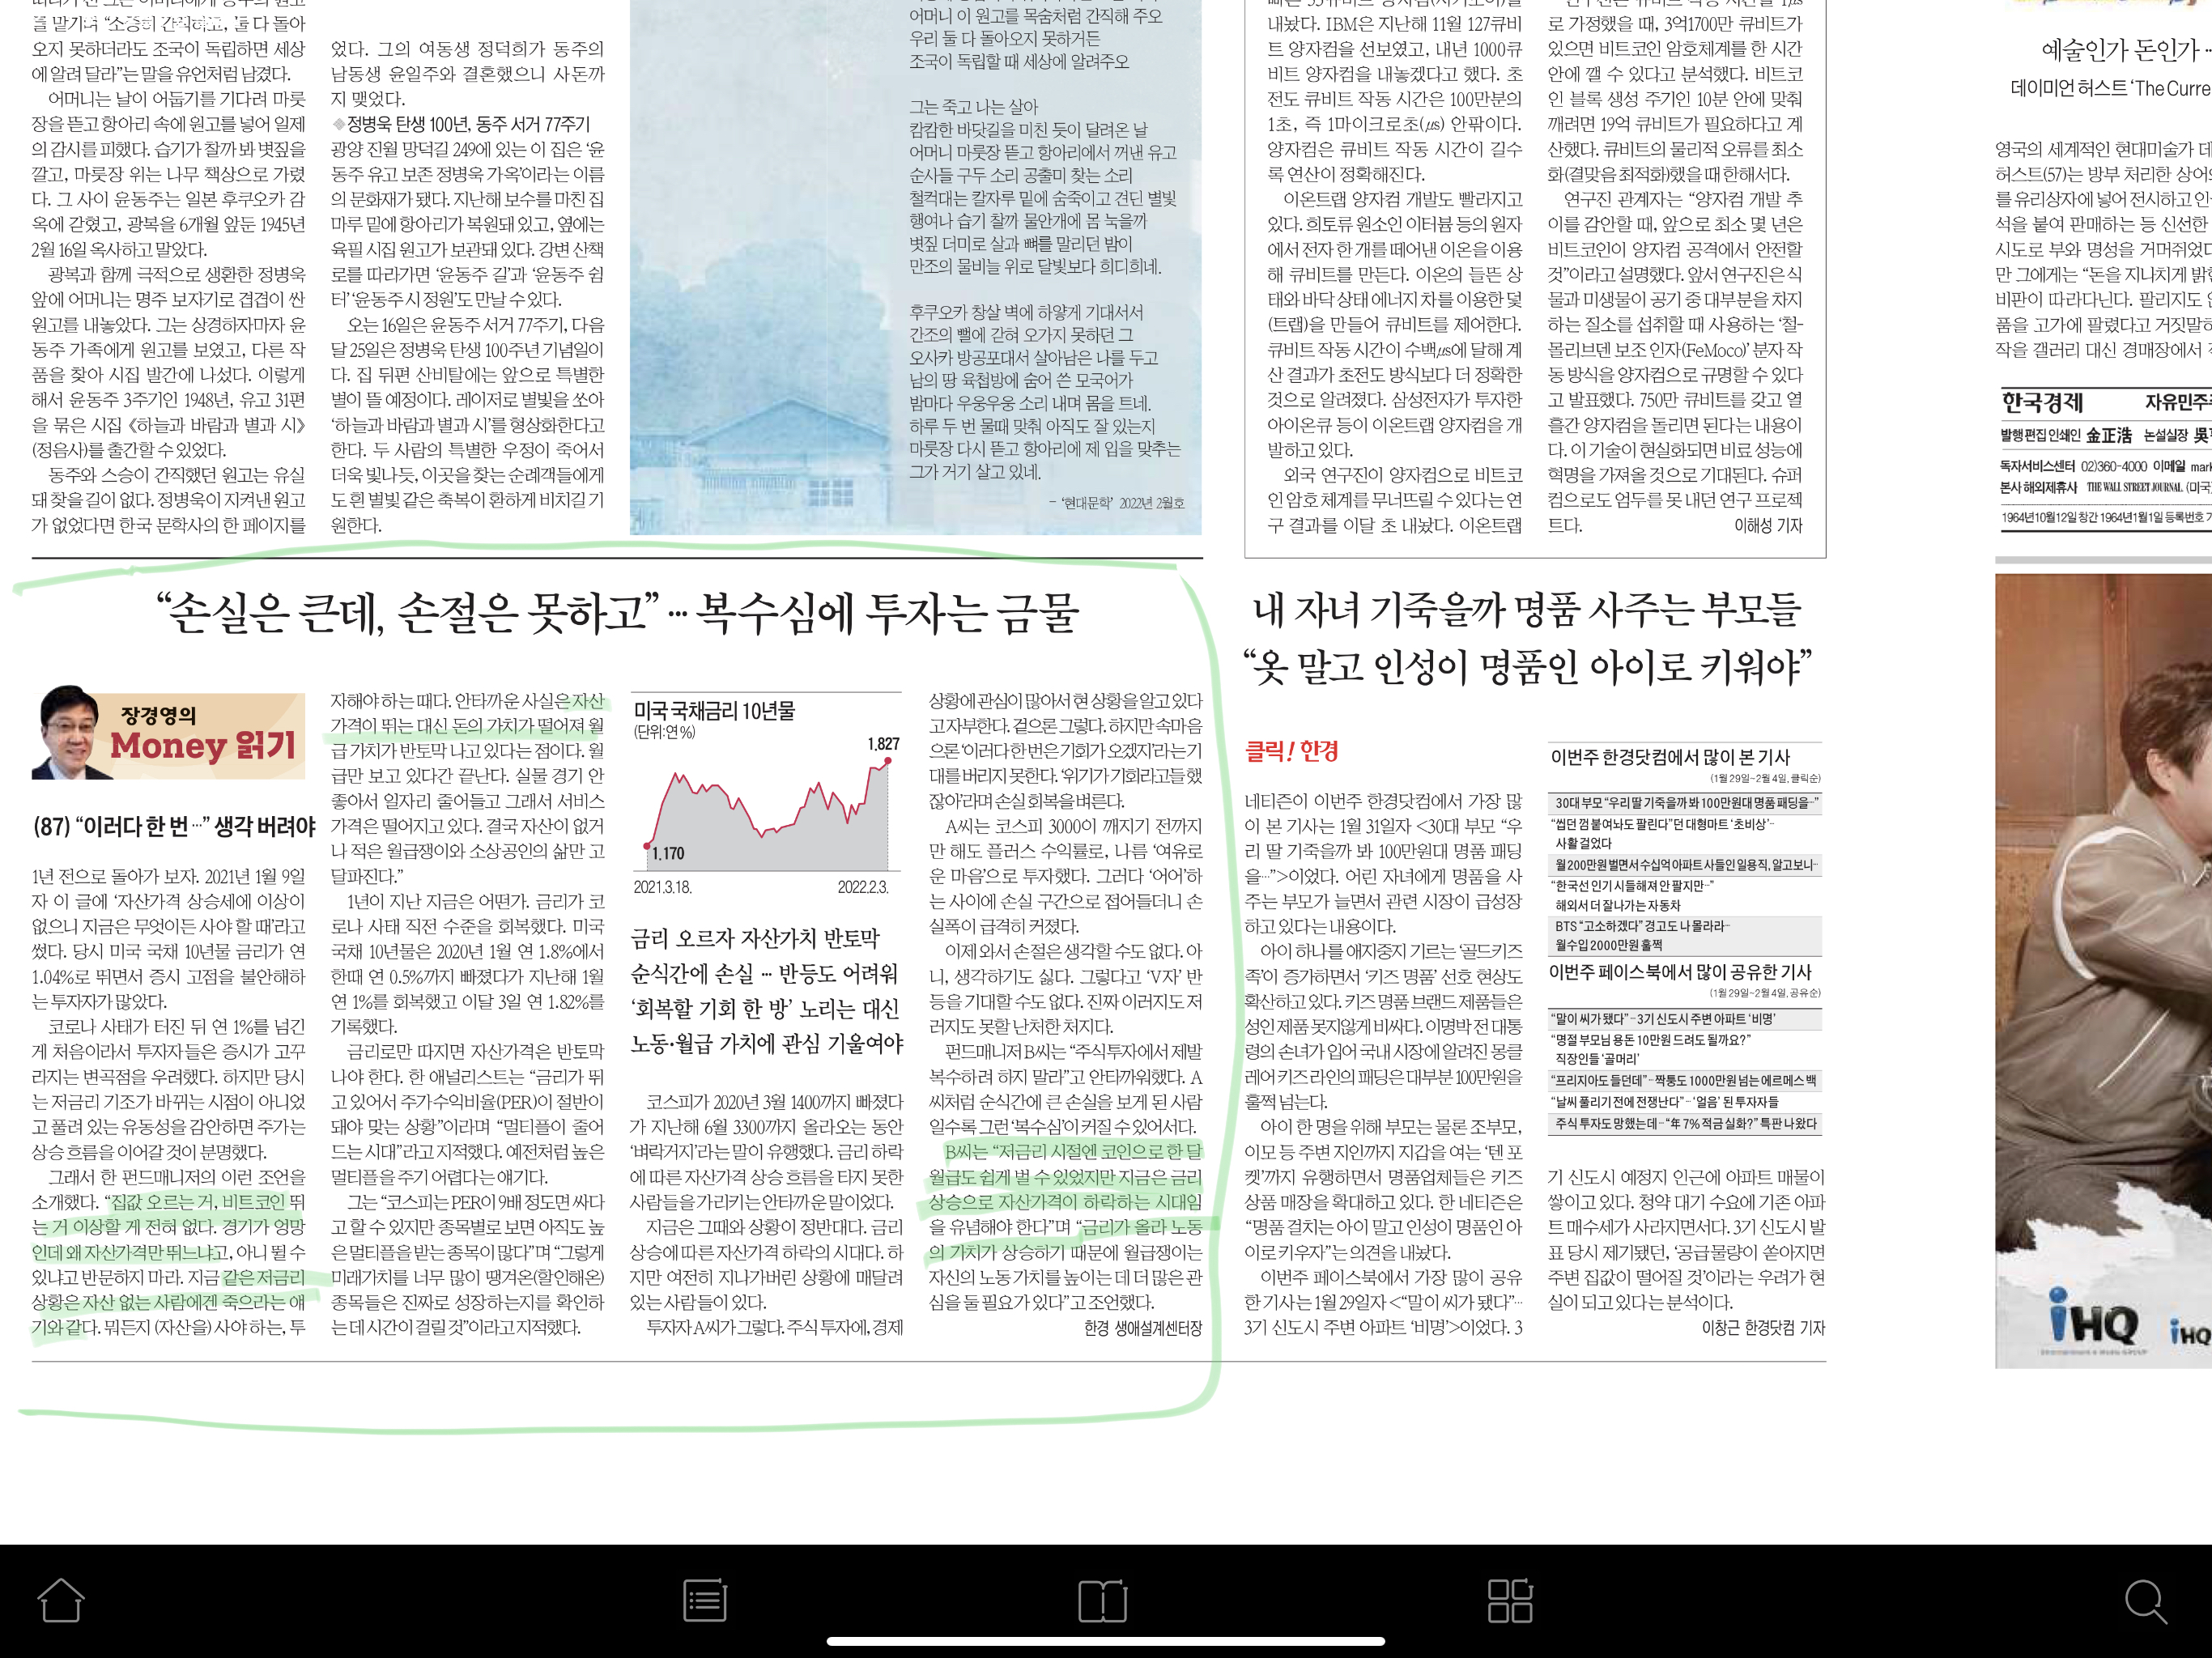 를 맡기며 “소중히 간직하고, 둘 다 돌아
오지 못하더라도 조국이 독립하면 세상
에 알려 달라”는 말을 유언처럼 남겼다.
어머니는 날이 어둡기를 기다려 마룻
장을 뜯고 항아리 속에 원고를 넣어 일제
의 감시를 피했다. 습기가 찰까 봐 볏짚을
깔고, 마룻장 위는 나무 책상으로 가렸
다. 그 사이 윤동주는 일본 후쿠오카 감
옥에 갇혔고, 광복을 6개월 앞둔 1945년
2월 16일 옥사하고 말았다.
광복과 함께 극적으로 생환한 정병욱
앞에 어머니는 명주 보자기로 겹겹이 싼
원고를 내놓았다. 그는 상경하자마자 윤
동주 가족에게 원고를 보였고, 다른 작
품을 찾아 시집 발간에 나섰다. 이렇게
해서 윤동주 3주기인 1948년, 유고 31편
을 묶은 시집 《하늘과 바람과 별과 시》
(정음사)를 출간할 수 있었다.
동주와 스승이 간직했던 원고는 유실
돼 찾을 길이 없다. 정병욱이 지켜낸 원고
가 없었다면 한국 문학사의 한 페이지를
었다. 그의 여동생 정덕희가 동주의
남동생 윤일주와 결혼했으니 사돈까
지 맺었다.
◈정병욱 탄생 100년, 동주 서거 77주기
광양 진월 망덕길 249에 있는 이 집은 ‘윤
동주 유고 보존 정병욱 가옥’이라는 이름
의 문화재가 됐다. 지난해 보수를 마친 집
마루 밑에 항아리가 복원돼 있고, 옆에는
육필 시집 원고가 보관돼 있다. 강변 산책
로를 따라가면 ‘윤동주 길’과 ‘윤동주 쉼
터’ ‘윤동주 시 정원’도 만날 수 있다.
오는 16일은 윤동주 서거 77주기, 다음
달 25일은 정병욱 탄생 100주년 기념일이
다. 집 뒤편 산비탈에는 앞으로 특별한
별이 뜰 예정이다. 레이저로 별빛을 쏘아
‘하늘과 바람과 별과 시’를 형상화한다고
한다. 두 사람의 특별한 우정이 죽어서
더욱 빛나듯, 이곳을 찾는 순례객들에게
도 흰 별빛 같은 축복이 환하게 비치길 기
원한다.
어머니 이 원고를 목숨처럼 간직해 주오
우리 둘 다 돌아오지 못하거든
조국이 독립할 때 세상에 알려주오
그는 죽고 나는 살아
캄캄한 바닷길을 미친 듯이 달려온 날
어머니 마룻장 뜯고 항아리에서 꺼낸 유고
순사들 구두 소리 공출미 찾는 소리
철컥대는 칼자루 밑에 숨죽이고 견딘 별빛
행여나 습기 찰까 물안개에 몸 눅을까
볏짚 더미로 살과 뼈를 말리던 밤이
만조의 물비늘 위로 달빛보다 희디희네.
후쿠오카 창살 벽에 하얗게 기대서서
간조의 뻘에 갇혀 오가지 못하던 그
오사카 방공포대서 살아남은 나를 두고
남의 땅 육첩방에 숨어 쓴 모국어가
밤마다 우웅우웅 소리 내며 몸을 트네.
하루 두 번 물때 맞춰 아직도 잘 있는지
마룻장 다시 뜯고 항아리에 제 입을 맞추는
그가 거기 살고 있네.
– ‘현대문학’ 2022년 2월호
내놨다. IBM은 지난해 11월 127큐비
트 양자컴을 선보였고, 내년 1000큐
비트 양자컴을 내놓겠다고 했다. 초
전도 큐비트 작동 시간은 100만분의
1초, 즉 1마이크로초(㎲) 안팎이다.
양자컴은 큐비트 작동 시간이 길수
록 연산이 정확해진다.
이온트랩 양자컴 개발도 빨라지고
있다. 희토류 원소인 이터븀 등의 원자
에서 전자 한 개를 떼어낸 이온을 이용
해 큐비트를 만든다. 이온의 들뜬 상
태와 바닥 상태 에너지 차를 이용한 덫
(트랩)을 만들어 큐비트를 제어한다.
큐비트 작동 시간이 수백㎲에 달해 계
산 결과가 초전도 방식보다 더 정확한
것으로 알려졌다. 삼성전자가 투자한
아이온큐 등이 이온트랩 양자컴을 개
발하고 있다.
외국 연구진이 양자컴으로 비트코
인 암호 체계를 무너뜨릴 수 있다는 연
구 결과를 이달 초 내놨다. 이온트랩
로 가정했을 때, 3억1700만 큐비트가
있으면 비트코인 암호체계를 한 시간
안에 깰 수 있다고 분석했다. 비트코
인 블록 생성 주기인 10분 안에 맞춰
깨려면 19억 큐비트가 필요하다고 계
산했다. 큐비트의 물리적 오류를 최소
화(결맞음 최적화)했을 때 한해서다.
연구진 관계자는 “양자컴 개발 추
이를 감안할 때, 앞으로 최소 몇 년은
비트코인이 양자컴 공격에서 안전할
것”이라고 설명했다. 앞서 연구진은 식
물과 미생물이 공기 중 대부분을 차지
하는 질소를 섭취할 때 사용하는 ‘철-
몰리브덴 보조 인자(FeMoco)’ 분자 작
동 방식을 양자컴으로 규명할 수 있다
고 발표했다. 750만 큐비트를 갖고 열
흘간 양자컴을 돌리면 된다는 내용이
다. 이 기술이 현실화되면 비료 성능에
혁명을 가져올 것으로 기대된다. 슈퍼
컴으로도 엄두를 못 내던 연구 프로젝
트다. 이해성 기자
예술인가 돈인가 …
데이미언 허스트 ‘The Curre
영국의 세계적인 현대미술가 데
허스트(57)는 방부 처리한 상어의
를 유리상자에 넣어 전시하고 인
석을 붙여 판매하는 등 신선한
시도로 부와 명성을 거머쥐었다
만 그에게는 “돈을 지나치게 밝힌
비판이 따라다닌다. 팔리지도 않
품을 고가에 팔렸다고 거짓말하
작을 갤러리 대신 경매장에서
한국경제 자유민주
발행 편집 인쇄인 金正浩 논설실장 吳
독자서비스센터 02)360-4000 이메일 mark
본사 해외제휴사 THE WALL STREET JOURNAL. (미국
1964년10월12일 창간 1964년1월1일 등록번호 가
“손실은 큰데, 손절은 못하고” … 복수심에 투자는 금물
장경영의
Money 읽기
(87) “이러다 한 번 …” 생각 버려야
1년 전으로 돌아가 보자. 2021년 1월 9일
자 이 글에 ‘자산가격 상승세에 이상이
없으니 지금은 무엇이든 사야 할 때’라고
썼다. 당시 미국 국채 10년물 금리가 연
1.04%로 뛰면서 증시 고점을 불안해하
는 투자자가 많았다.
코로나 사태가 터진 뒤 연 1%를 넘긴
게 처음이라서 투자자들은 증시가 고꾸
라지는 변곡점을 우려했다. 하지만 당시
는 저금리 기조가 바뀌는 시점이 아니었
고 풀려 있는 유동성을 감안하면 주가는
상승 흐름을 이어갈 것이 분명했다.
그래서 한 펀드매니저의 이런 조언을
소개했다. “집값 오르는 거, 비트코인 뛰
는 거 이상할 게 전혀 없다. 경기가 엉망
인데 왜 자산가격만 뛰느냐고, 아니 뛸 수
있냐고 반문하지 마라. 지금 같은 저금리
상황은 자산 없는 사람에겐 죽으라는 얘
기와 같다. 뭐든지 (자산을) 사야 하는, 투
자해야 하는 때다. 안타까운 사실은 자산
가격이 뛰는 대신 돈의 가치가 떨어져 월
급 가치가 반토막 나고 있다는 점이다. 월
급만 보고 있다간 끝난다. 실물 경기 안
좋아서 일자리 줄어들고 그래서 서비스
가격은 떨어지고 있다. 결국 자산이 없거
나 적은 월급쟁이와 소상공인의 삶만 고
달파진다.”
1년이 지난 지금은 어떤가. 금리가 코
로나 사태 직전 수준을 회복했다. 미국
국채 10년물은 2020년 1월 연 1.8%에서
한때 연 0.5%까지 빠졌다가 지난해 1월
연 1%를 회복했고 이달 3일 연 1.82%를
기록했다.
금리로만 따지면 자산가격은 반토막
나야 한다. 한 애널리스트는 “금리가 뛰
고 있어서 주가수익비율(PER)이 절반이
돼야 맞는 상황”이라며 “멀티플이 줄어
드는 시대”라고 지적했다. 예전처럼 높은
멀티플을 주기 어렵다는 얘기다.
그는 “코스피는 PER이 9배 정도면 싸다
고 할 수 있지만 종목별로 보면 아직도 높
은 멀티플을 받는 종목이 많다”며 “그렇게
미래가치를 너무 많이 땡겨온(할인해온)
종목들은 진짜로 성장하는지를 확인하
는 데 시간이 걸릴 것”이라고 지적했다.
미국 국채금리 10년물
(단위:연 %)
1.827
1.170
2021.3.18. 2022.2.3.
금리 오르자 자산가치 반토막
순식간에 손실 … 반등도 어려워
‘회복할 기회 한 방’ 노리는 대신
노동·월급 가치에 관심 기울여야
코스피가 2020년 3월 1400까지 빠졌다
가 지난해 6월 3300까지 올라오는 동안
‘벼락거지’라는 말이 유행했다. 금리 하락
에 따른 자산가격 상승 흐름을 타지 못한
사람들을 가리키는 안타까운 말이었다.
지금은 그때와 상황이 정반대다. 금리
상승에 따른 자산가격 하락의 시대다. 하
지만 여전히 지나가버린 상황에 매달려
있는 사람들이 있다.
투자자 A씨가 그렇다. 주식 투자에, 경제
상황에 관심이 많아서 현 상황을 알고 있다
고 자부한다. 겉으론 그렇다. 하지만 속마음
으론 ‘이러다 한 번은 기회가 오겠지’라는 기
대를 버리지 못한다. ‘위기가 기회라고들 했
잖아’라며 손실 회복을 벼른다.
A씨는 코스피 3000이 깨지기 전까지
만 해도 플러스 수익률로, 나름 ‘여유로
운 마음’으로 투자했다. 그러다 ‘어어’ 하
는 사이에 손실 구간으로 접어들더니 손
실폭이 급격히 커졌다.
이제 와서 손절은 생각할 수도 없다. 아
니, 생각하기도 싫다. 그렇다고 ‘V자’ 반
등을 기대할 수도 없다. 진짜 이러지도 저
러지도 못할 난처한 처지다.
펀드매니저 B씨는 “주식투자에서 제발
복수하려 하지 말라”고 안타까워했다. A
씨처럼 순식간에 큰 손실을 보게 된 사람
일수록 그런 ‘복수심’이 커질 수 있어서다.
B씨는 “저금리 시절엔 코인으로 한 달
월급도 쉽게 벌 수 있었지만 지금은 금리
상승으로 자산가격이 하락하는 시대임
을 유념해야 한다”며 “금리가 올라 노동
의 가치가 상승하기 때문에 월급쟁이는
자신의 노동 가치를 높이는 데 더 많은 관
심을 둘 필요가 있다”고 조언했다.
한경 생애설계센터장
내 자녀 기죽을까 명품 사주는 부모들
“옷 말고 인성이 명품인 아이로 키워야”
클릭! 한경
네티즌이 이번주 한경닷컴에서 가장 많
이 본 기사는 1월 31일자 <30대 부모 “우
리 딸 기죽을까 봐 100만원대 명품 패딩
을…”>이었다. 어린 자녀에게 명품을 사
주는 부모가 늘면서 관련 시장이 급성장
하고 있다는 내용이다.
아이 하나를 애지중지 기르는 ‘골드키즈
족’이 증가하면서 ‘키즈 명품’ 선호 현상도
확산하고 있다. 키즈 명품 브랜드 제품들은
성인 제품 못지않게 비싸다. 이명박 전 대통
령의 손녀가 입어 국내 시장에 알려진 몽클
레어 키즈 라인의 패딩은 대부분 100만원을
훌쩍 넘는다.
아이 한 명을 위해 부모는 물론 조부모,
이모 등 주변 지인까지 지갑을 여는 ‘텐 포
켓’까지 유행하면서 명품업체들은 키즈
상품 매장을 확대하고 있다. 한 네티즌은
“명품 걸치는 아이 말고 인성이 명품인 아
이로 키우자”는 의견을 내놨다.
이번주 페이스북에서 가장 많이 공유
한 기사는 1월 29일자 <“말이 씨가 됐다”…
3기 신도시 주변 아파트 ‘비명’>이었다. 3
이번주 한경닷컴에서 많이 본 기사
(1월 29일~2월 4일, 클릭순)
30대 부모 “우리 딸 기죽을까 봐 100만원대 명품 패딩을…”
“씹던 껌 붙여놔도 팔린다”던 대형마트 ‘초비상’…
사활 걸었다
월 200만원 벌면서 수십억 아파트 사들인 일용직, 알고보니…
“한국선 인기 시들해져 안 팔지만…”
해외서 더 잘나가는 자동차
BTS “고소하겠다” 경고도 나 몰라라…
월수입 2000만원 훌쩍
이번주 페이스북에서 많이 공유한 기사
(1월 29일~2월 4일, 공유순)
“말이 씨가 됐다”…3기 신도시 주변 아파트 ‘비명’
“명절 부모님 용돈 10만원 드려도 될까요?”
직장인들 ‘골머리’
“프리지아도 들던데”…짝퉁도 1000만원 넘는 에르메스 백
“날씨 풀리기 전에 전쟁난다”…‘얼음’ 된 투자자들
주식 투자도 망했는데…“年 7% 적금 실화?” 특판 나왔다
기 신도시 예정지 인근에 아파트 매물이
쌓이고 있다. 청약 대기 수요에 기존 아파
트 매수세가 사라지면서다. 3기 신도시 발
표 당시 제기됐던, ‘공급 물량이 쏟아지면
주변 집값이 떨어질 것’이라는 우려가 현
실이 되고 있다는 분석이다.
이창근 한경닷컴 기자
iHQ iHQ